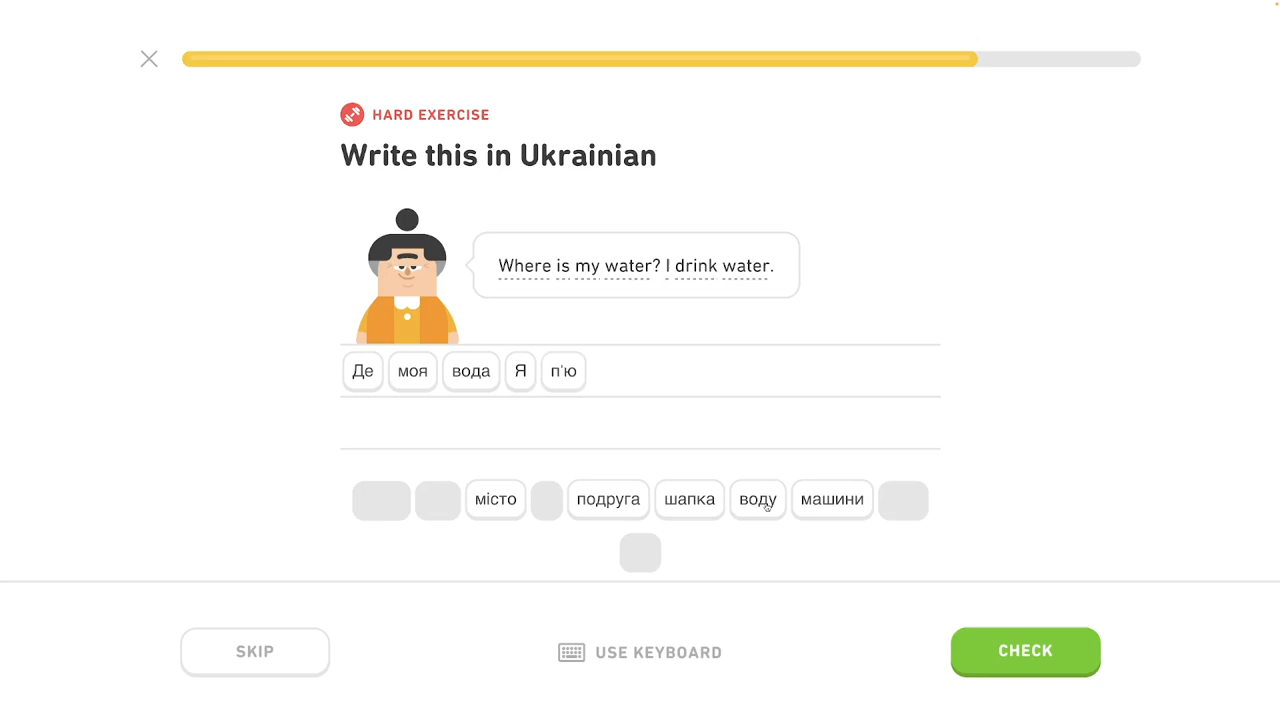 HARD EXERCISE
Write this in Ukrainian
Where is my water? I drink water.
Де моя вода Я п'ю
місто подруга шапка воду машини
SKIP USE KEYBOARD CHECK